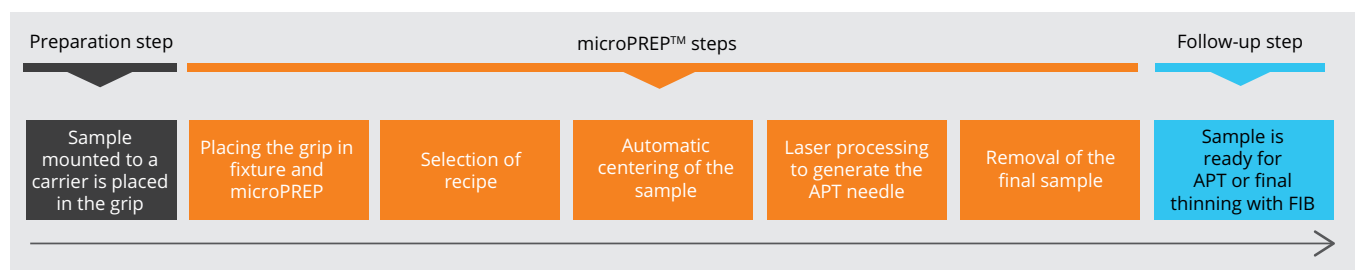 Preparation step
microPREP™ steps
Follow-up step
Sample
mounted to a
carrier is placed
in the grip
Placing the grip in
fixture and
microPREP
Selection of
recipe
Automatic
centering of the
sample
Laser processing
to generate the
APT needle
Removal of the
final sample
Sample is
ready for
APT or final
thinning with FIB